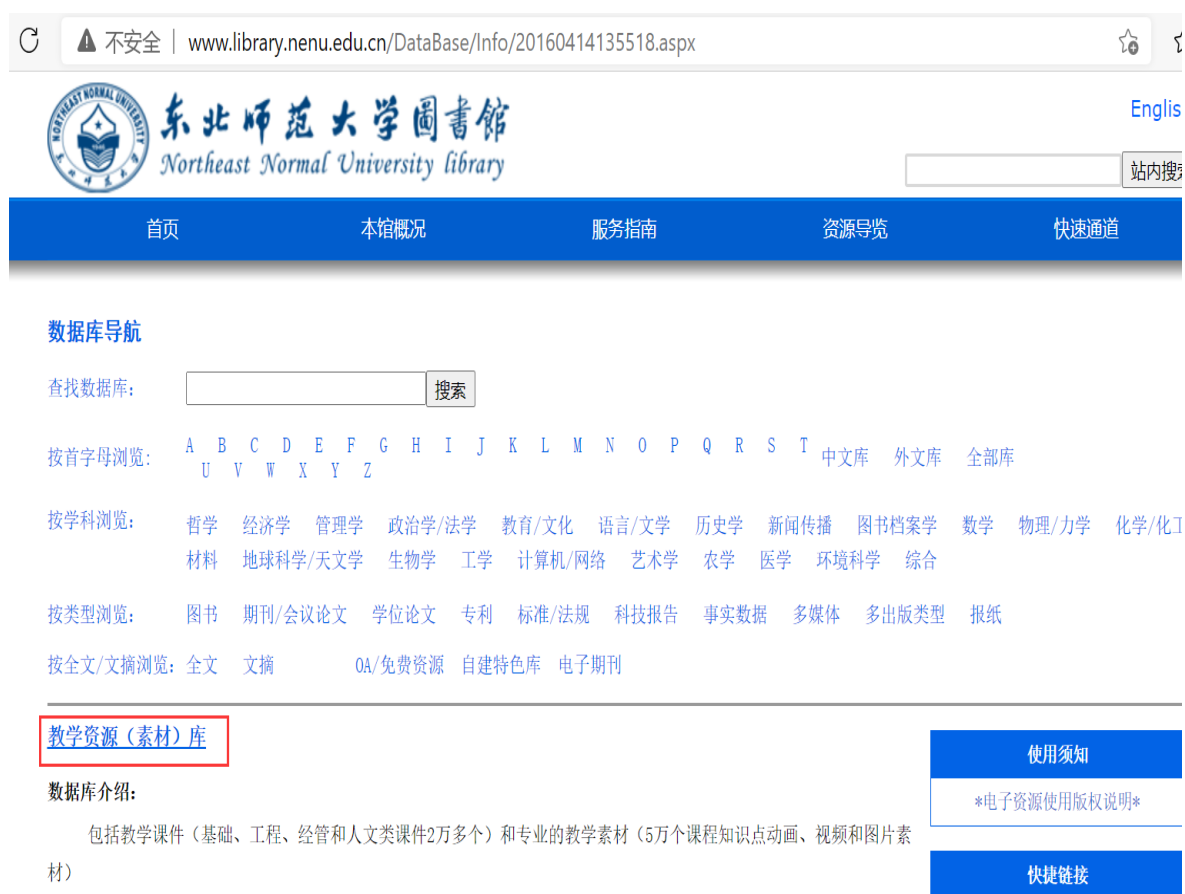 不安全 | www.library.nenu.edu.cn/DataBase/Info/20160414135518.aspx
NORTHEAST NORMAL UNIVERSITY
东北师范大学
东北师范大学圖書馆
Northeast Normal University library
Englis
站内搜索
首页 本馆概况 服务指南 资源导览 快速通道
数据库导航
查找数据库: 搜索
按首字母浏览: A B C D E F G H I J K L M N O P Q R S T 中文库 外文库 全部库
U V W X Y Z
按学科浏览: 哲学 经济学 管理学 政治学/法学 教育/文化 语言/文学 历史学 新闻传播 图书档案学 数学 物理/力学 化学/化工
材料 地球科学/天文学 生物学 工学 计算机/网络 艺术学 农学 医学 环境科学 综合
按类型浏览: 图书 期刊/会议论文 学位论文 专利 标准/法规 科技报告 事实数据 多媒体 多出版类型 报纸
按全文/文摘浏览: 全文 文摘 OA/免费资源 自建特色库 电子期刊
教学资源（素材）库
使用须知
数据库介绍:
*电子资源使用版权说明*
包括教学课件（基础、工程、经管和人文类课件2万多个）和专业的教学素材（5万个课程知识点动画、视频和图片素
材）
快捷链接